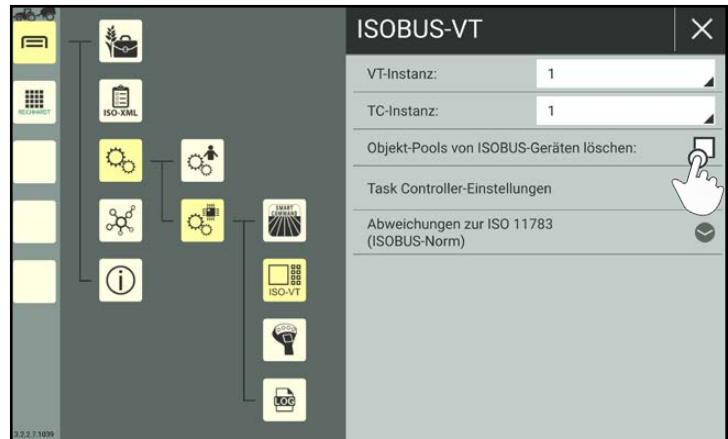 ISOBUS-VT
VT-Instanz:
1
TC-Instanz:
1
Objekt-Pools von ISOBUS-Geräten löschen:
Task Controller-Einstellungen
Abweichungen zur ISO 11783
(ISOBUS-Norm)
REICHHARDT
ISO-XML
SMART
COMMAND
ISO-VT
LOG
3.2.2.7.1039